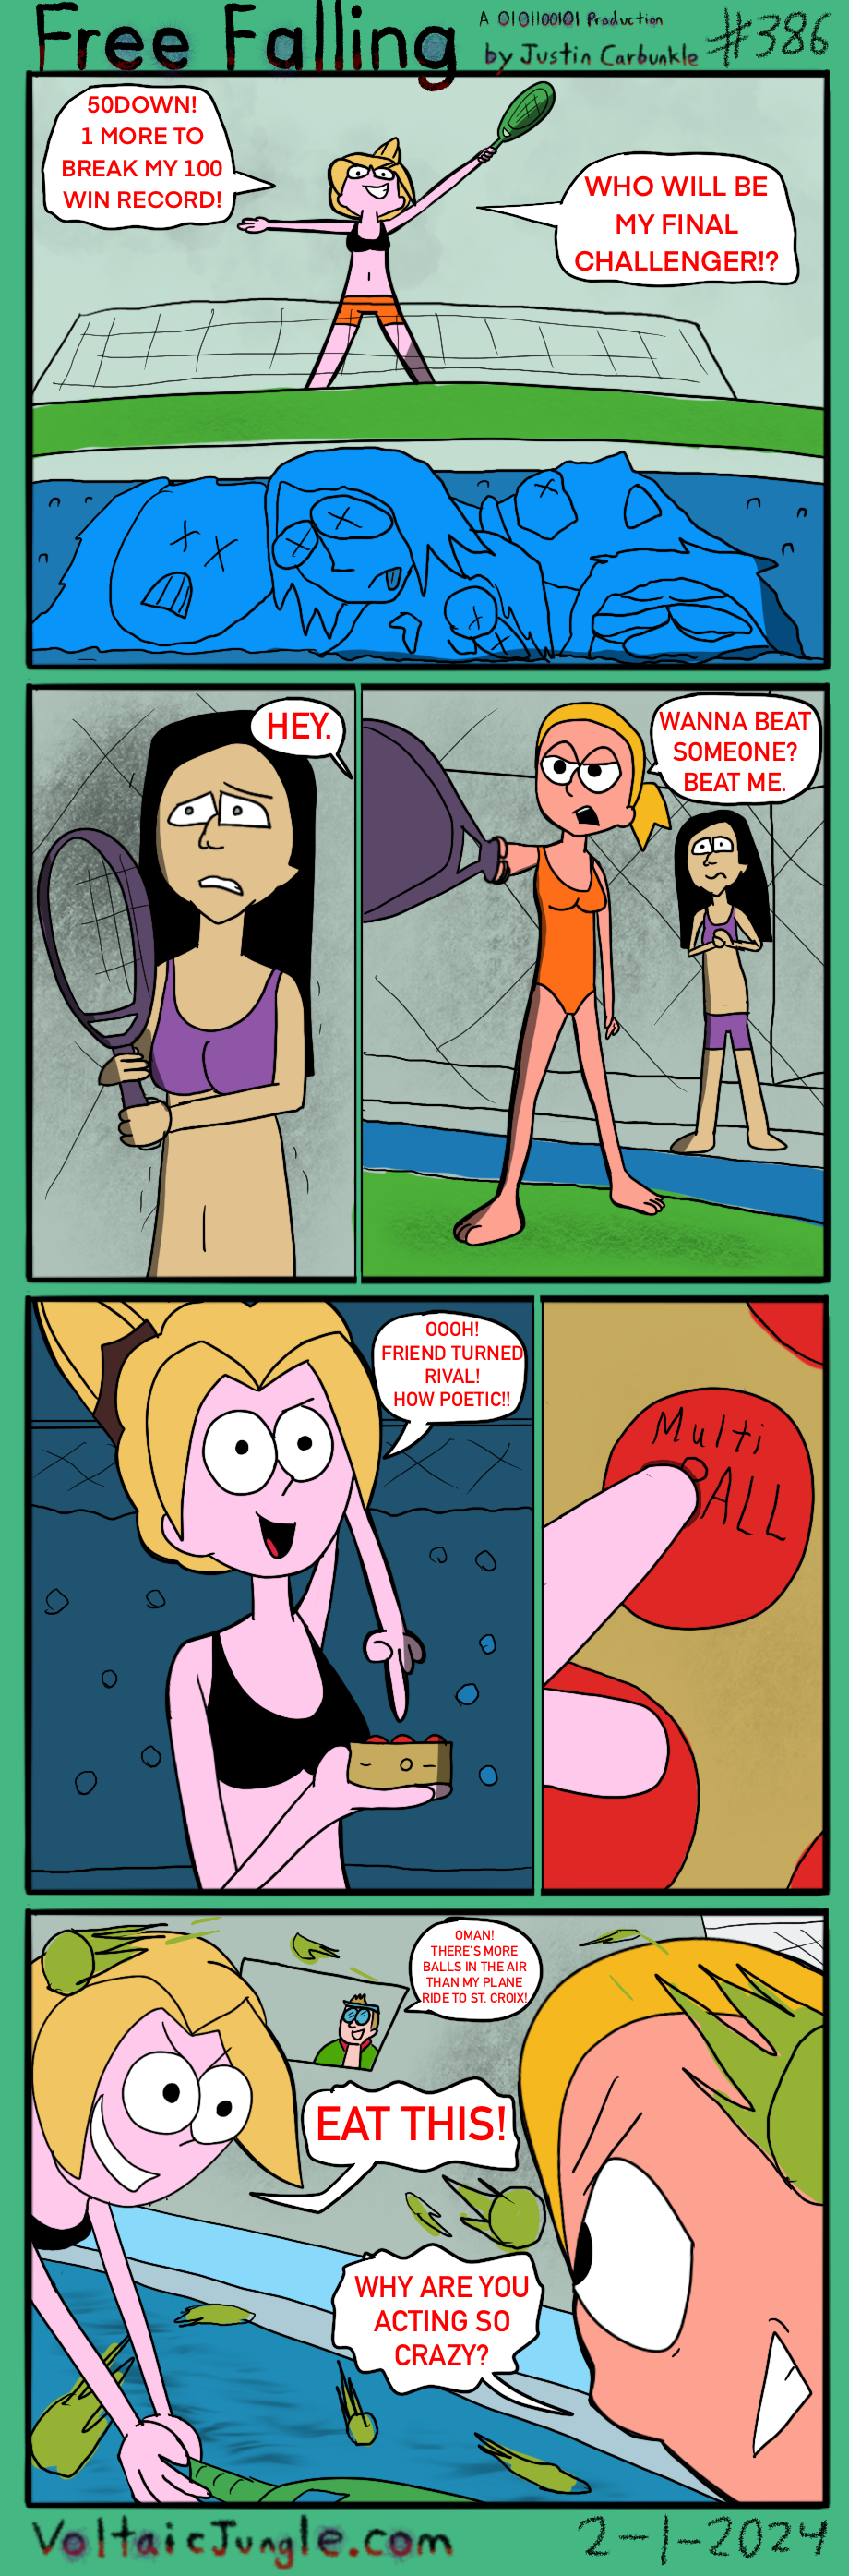 Free Falling
A 0101100101 Production
by Justin Carbunkle
#386
50DOWN!
1 MORE TO
BREAK MY 100
WIN RECORD!
WHO WILL BE
MY FINAL
CHALLENGER!?
HEY.
WANNA BEAT
SOMEONE?
BEAT ME.
OOOH!
FRIEND TURNED
RIVAL!
HOW POETIC!!
Multi
BALL
OMAN!
THERE'S MORE
BALLS IN THE AIR
THAN MY PLANE
RIDE TO ST. CROIX!
EAT THIS!
WHY ARE YOU
ACTING SO
CRAZY?
VoltaicJungle.com
2-1-2024